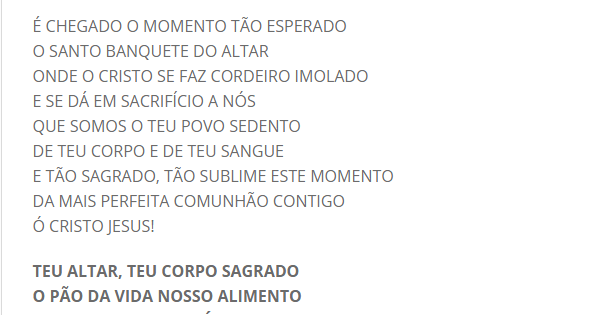 É CHEGADO O MOMENTO TÃO ESPERADO
O SANTO BANQUETE DO ALTAR
ONDE O CRISTO SE FAZ CORDEIRO IMOLADO
E SE DÁ EM SACRIFÍCIO A NÓS
QUE SOMOS O TEU POVO SEDENTO
DE TEU CORPO E DE TEU SANGUE
E TÃO SAGRADO, TÃO SUBLIME ESTE MOMENTO
DA MAIS PERFEITA COMUNHÃO CONTIGO
Ó CRISTO JESUS!
TEU ALTAR, TEU CORPO SAGRADO
O PÃO DA VIDA NOSSO ALIMENTO